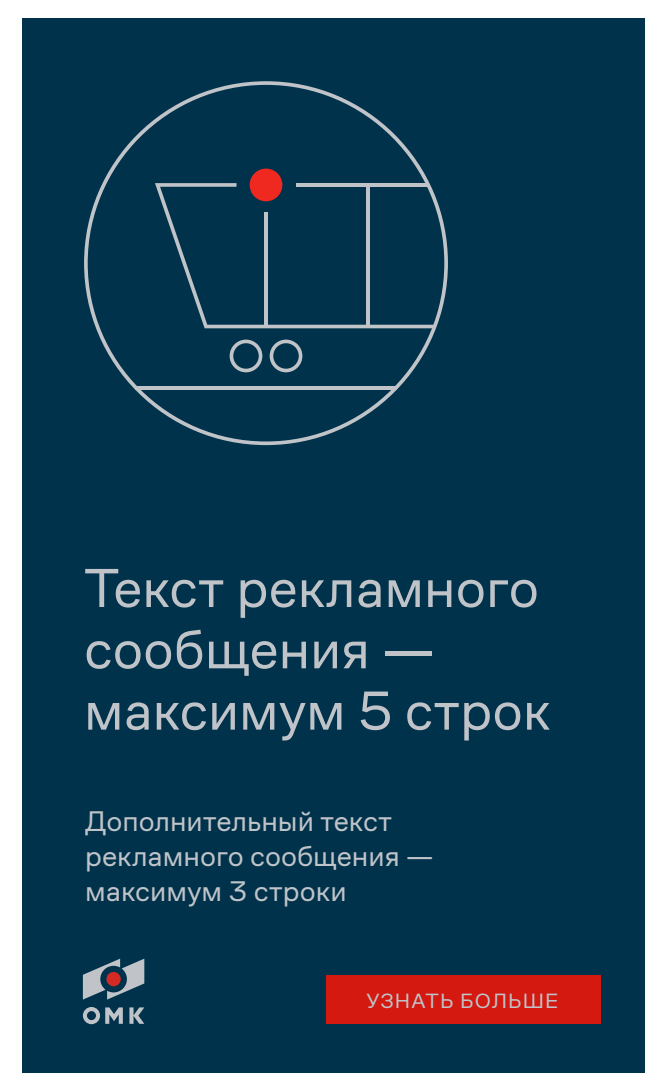 Текст рекламного
сообщения —
максимум 5 строк
Дополнительный текст
рекламного сообщения —
максимум 3 строки
ОМК
УЗНАТЬ БОЛЬШЕ